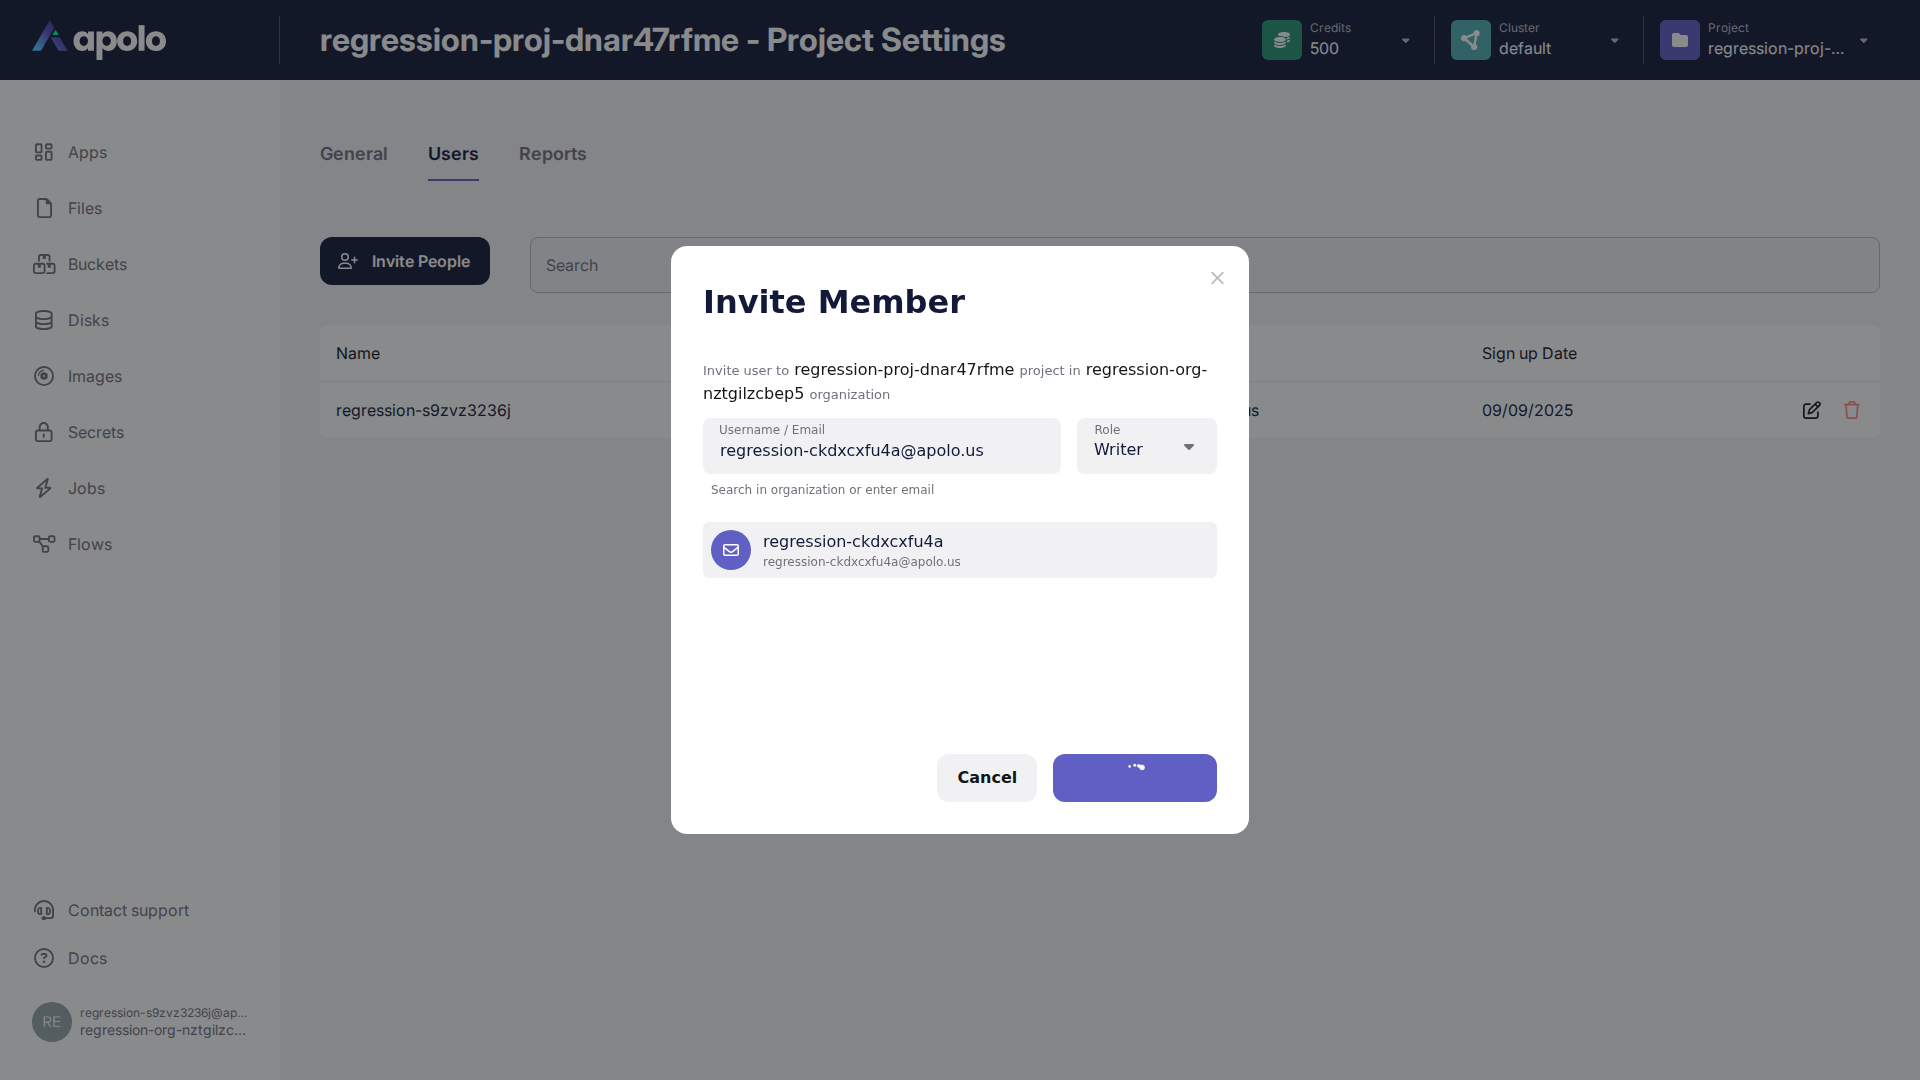 apolo
regression-proj-dnar47rfme - Project Settings
Credits
500
Cluster
default
Project
regression-proj-...
Apps
Files
Buckets
Disks
Images
Secrets
Jobs
Flows
Contact support
Docs
RE
regression-s9zvz3236j@ap...
regression-org-nztgilzc...
General
Users
Reports
Invite People
Search
Name
Sign up Date
regression-s9zvz3236j
us
09/09/2025
Invite Member
Invite user to regression-proj-dnar47rfme project in regression-org-
nztgilzcbep5 organization
Username / Email
regression-ckdxcxfu4a@apolo.us
Role
Writer
Search in organization or enter email
regression-ckdxcxfu4a
regression-ckdxcxfu4a@apolo.us
Cancel